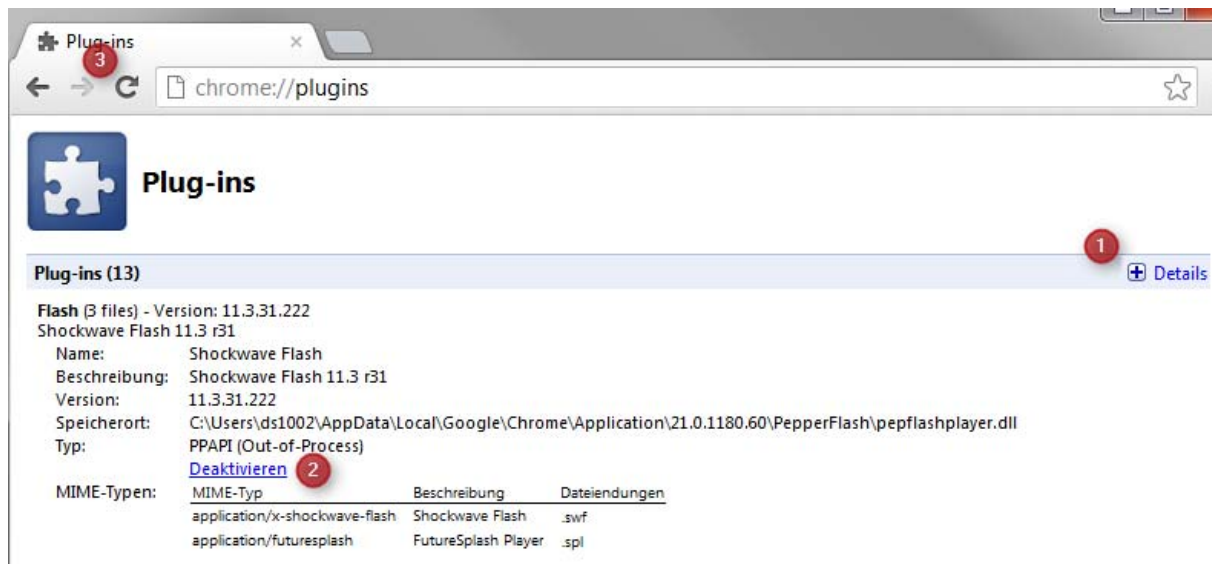 Plug-ins
3
chrome://plugins
Plug-ins
1
Plug-ins (13)
Details
Flash (3 files) - Version: 11.3.31.222
Shockwave Flash 11.3 r31
Name: Shockwave Flash
Beschreibung: Shockwave Flash 11.3 r31
Version: 11.3.31.222
Speicherort: C:\Users\ds1002\AppData\Local\Google\Chrome\Application\21.0.1180.60\PepperFlash\pepflashplayer.dll
Typ: PPAPI (Out-of-Process)
Deaktivieren 2
MIME-Typen: MIME-Typ Beschreibung Dateiendungen
application/x-shockwave-flash Shockwave Flash .swf
application/futuresplash FutureSplash Player .spl